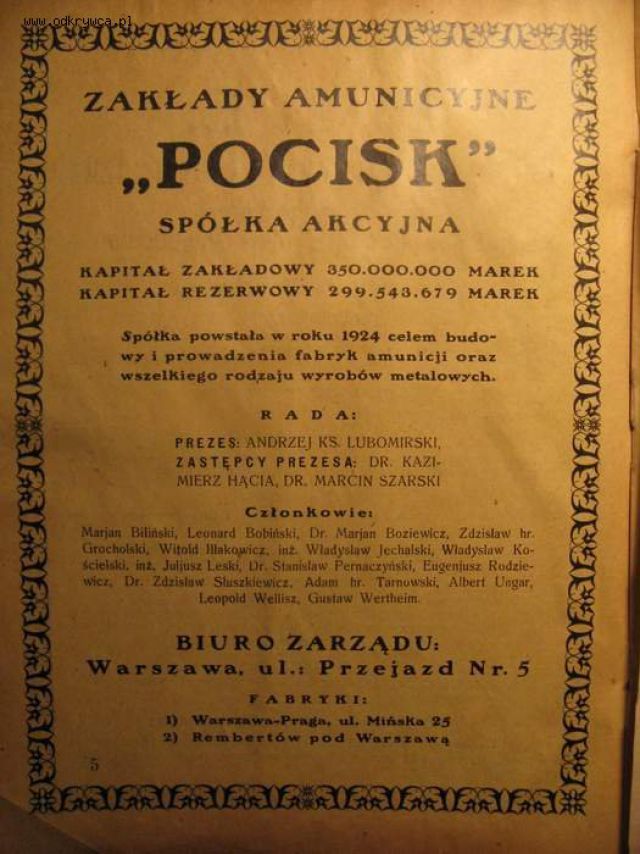 www.odkrywca.pl
ZAKŁADY AMUNICYJNE
„POCISK”
SPÓŁKA AKCYJNA
KAPITAŁ ZAKŁADOWY 350.000.000 MAREK
KAPITAŁ REZERWOWY 299.543.679 MAREK
Spółka powstała w roku 1924 celem budo-
wy i prowadzenia fabryk amunicji oraz
wszelkiego rodzaju wyrobów metalowych.
RADA:
PREZES: ANDRZEJ KS. LUBOMIRSKI,
ZASTĘPCY PREZESA: DR. KAZI-
MIERZ HĄCIA, DR. MARCIN SZARSKI
Członkowie:
Marjan Biliński, Leonard Bobiński, Dr. Marjan Boziewicz, Zdzisław hr.
Grocholski, Witold Iłłakowicz, inż. Władysław Jechalski, Władysław Ko-
ścielski, inż. Juljusz Leski, Dr. Stanisław Pernaczyński, Eugenjusz Rodzie-
wicz, Dr. Zdzisław Słuszkiewicz, Adam hr. Tarnowski, Albert Ungar,
Leopold Wellisz, Gustaw Wertheim.
BIURO ZARZĄDU:
Warszawa, ul.: Przejazd Nr. 5
FABRYKI:
1) Warszawa-Praga, ul. Mińska 25
2) Rembertów pod Warszawą
5